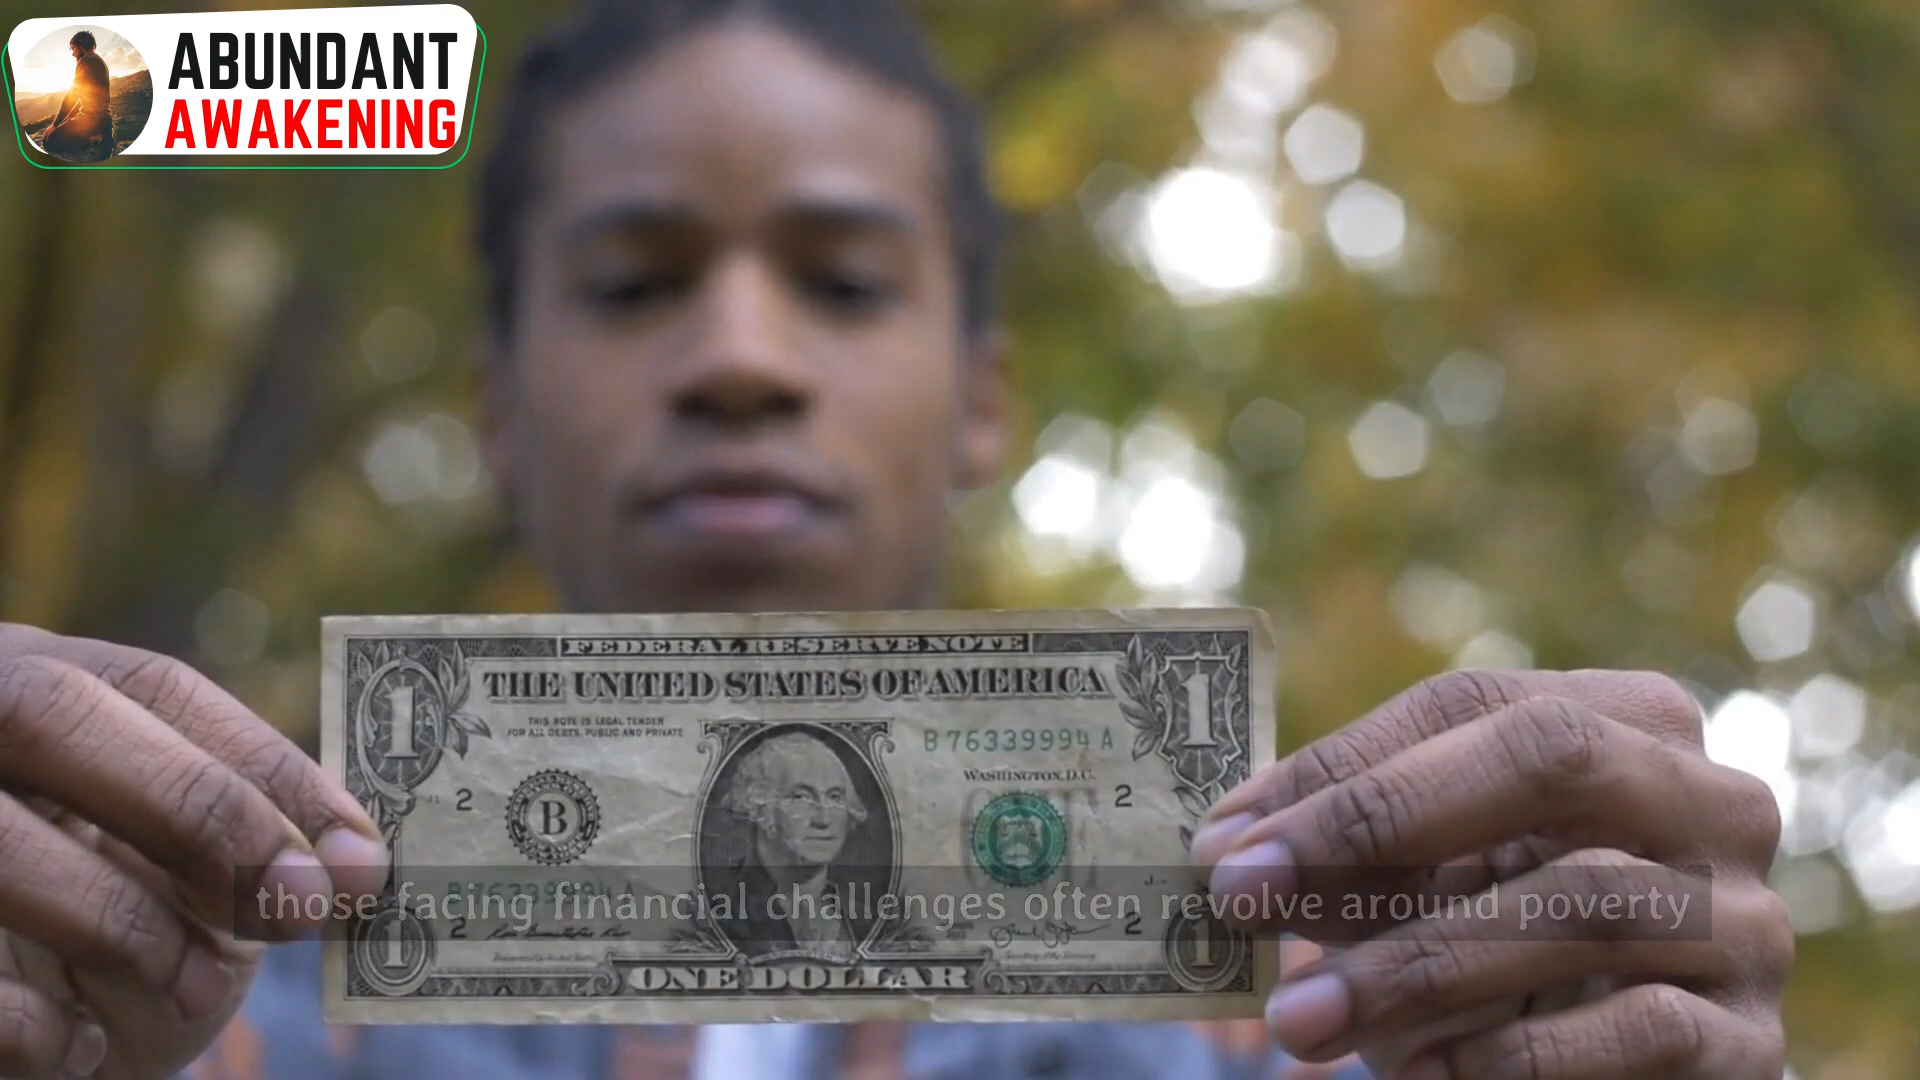 ABUNDANT
AWAKENING
FEDERAL RESERVE NOTE
THE UNITED STATES OF AMERICA
THIS NOTE IS LEGAL TENDER
FOR ALL DEBTS, PUBLIC AND PRIVATE
B 76339994 A
WASHINGTON, D.C.
1
1
2
B
2
B 76339994 A
those facing financial challenges often revolve around poverty
2
2
1
1
ONE DOLLAR